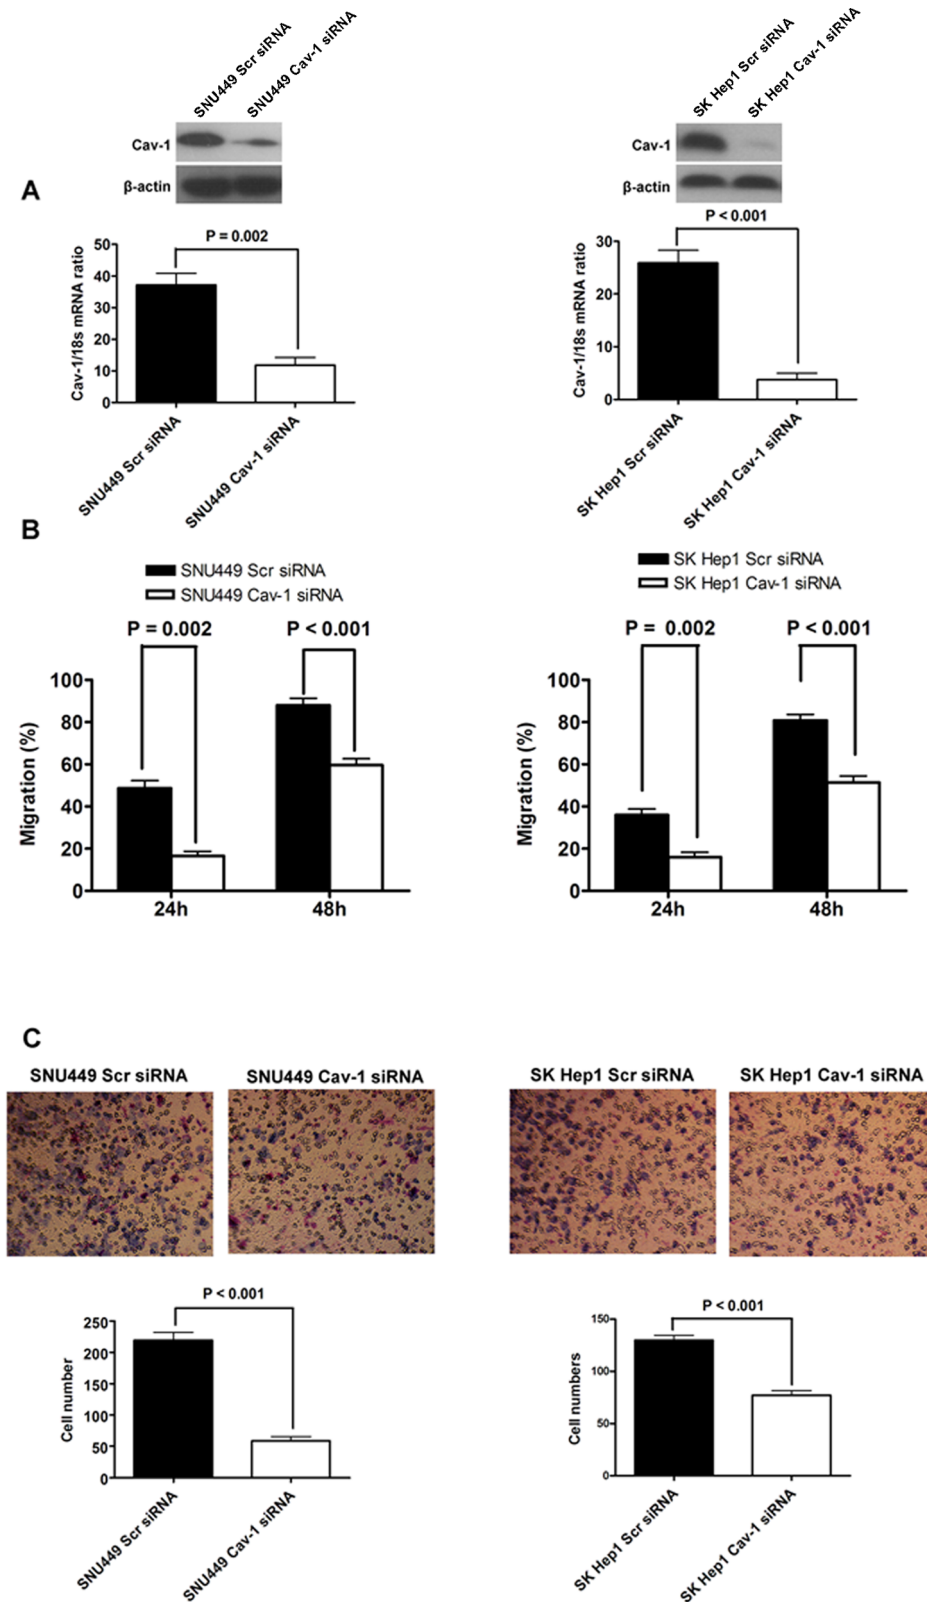 SNU449 Scr siRNA
SNU449 Cav-1 siRNA
SK Hep1 Scr siRNA
SK Hep1 Cav-1 siRNA
Cav-1
β-actin
Cav-1
β-actin
A
P = 0.002
Cav-1/18s mRNA ratio
50
40
30
20
10
0
SNU449 Scr siRNA
SNU449 Cav-1 siRNA
P < 0.001
Cav-1/18s mRNA ratio
30
20
10
0
SK Hep1 Scr siRNA
SK Hep1 Cav-1 siRNA
B
SNU449 Scr siRNA
SNU449 Cav-1 siRNA
P = 0.002
P < 0.001
Migration (%)
100
80
60
40
20
0
24h
48h
SK Hep1 Scr siRNA
SK Hep1 Cav-1 siRNA
P = 0.002
P < 0.001
Migration (%)
100
80
60
40
20
0
24h
48h
C
SNU449 Scr siRNA
SNU449 Cav-1 siRNA
SK Hep1 Scr siRNA
SK Hep1 Cav-1 siRNA
P < 0.001
Cell number
250
200
150
100
50
0
SNU449 Scr siRNA
SNU449 Cav-1 siRNA
P < 0.001
Cell numbers
150
100
50
0
SK Hep1 Scr siRNA
SK Hep1 Cav-1 siRNA